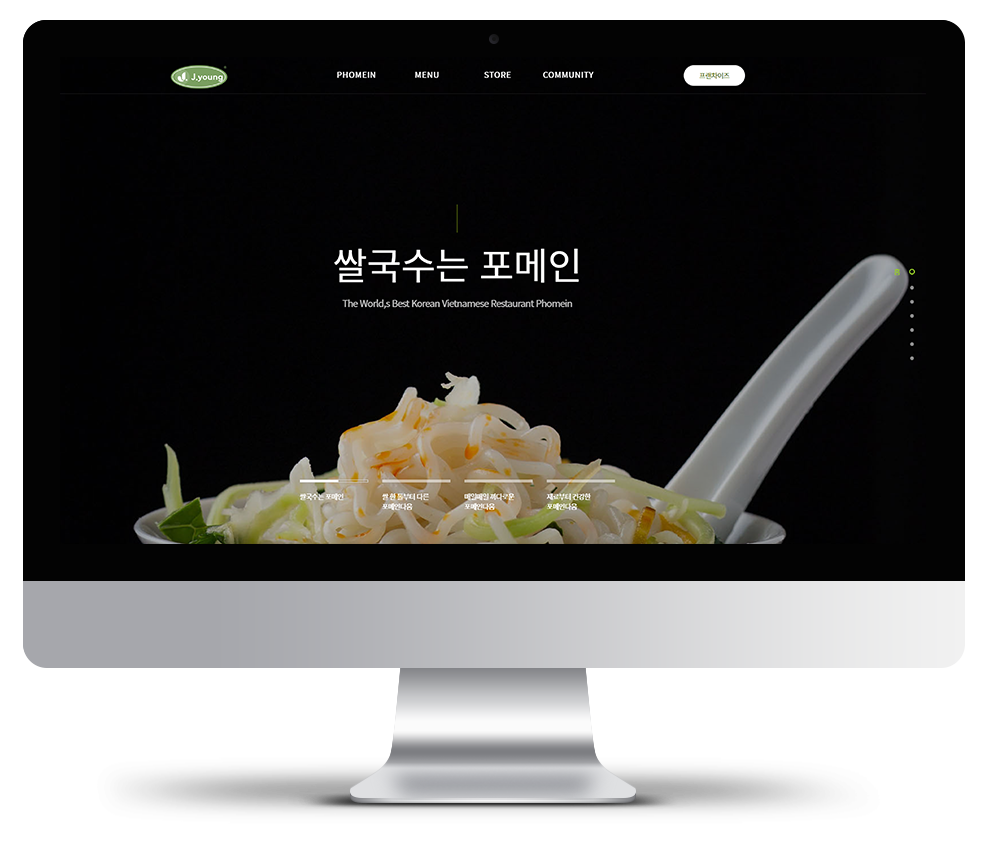 J.young
PHOMEIN MENU STORE COMMUNITY
프랜차이즈
쌀국수는 포메인
The World,s Best Korean Vietnamese Restaurant Phomein
홈
쌀국수는 포메인
쌀 한 톨부터 다른
포메인다움
매일매일 까다로운
포메인다움
재료부터 건강한
포메인다움